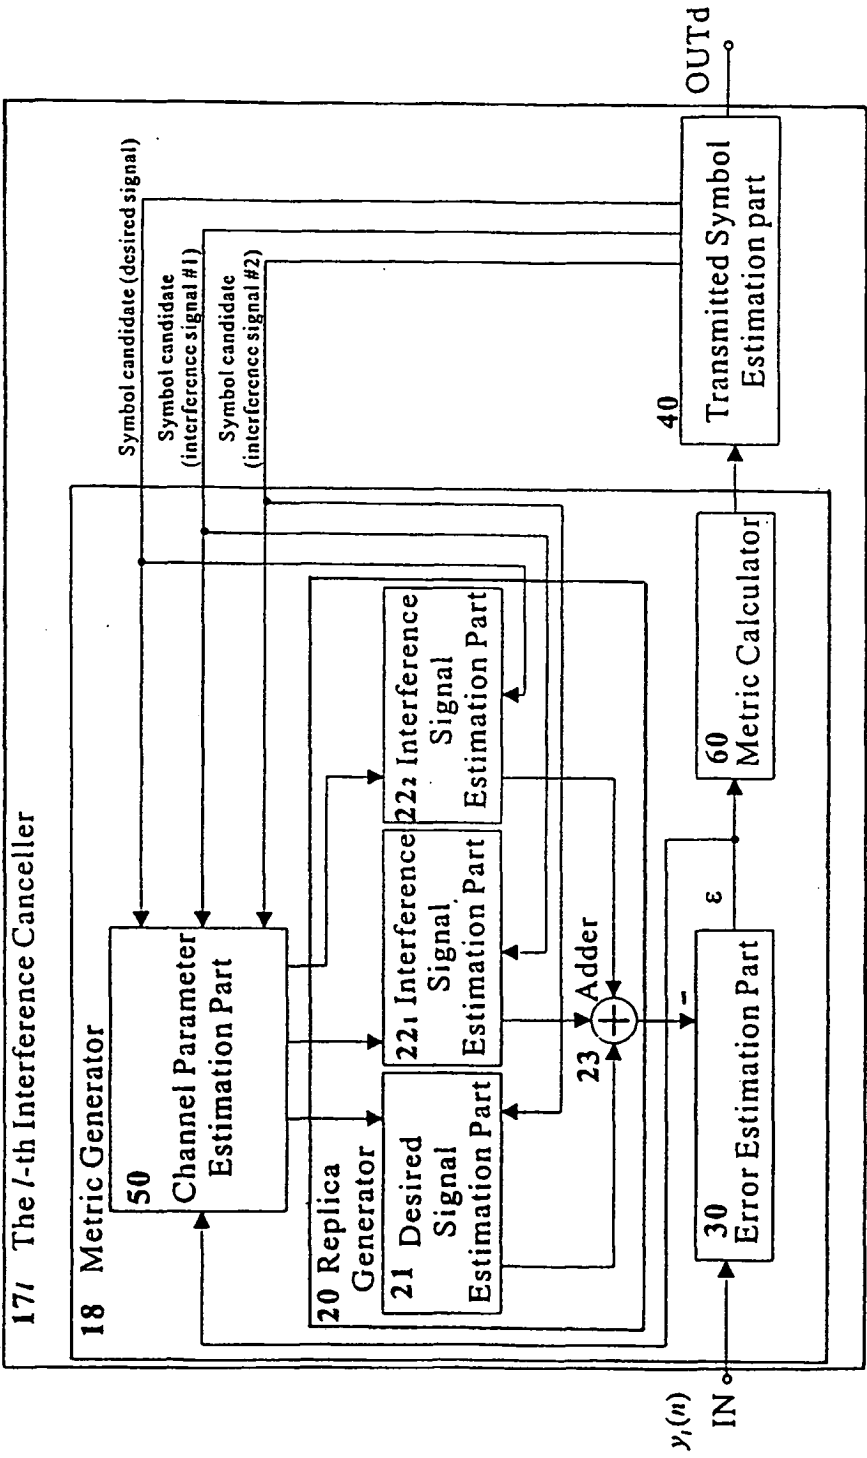 17l The l-th Interference Canceller
18 Metric Generator
50
Channel Parameter
Estimation Part
Symbol candidate (desired signal)
Symbol candidate
(interference signal #1)
Symbol candidate
(interference signal #2)
20 Replica
Generator
21 Desired
Signal
Estimation Part
221 Interference
Signal
Estimation Part
222 Interference
Signal
Estimation Part
23
Adder
+
-
30
Error Estimation Part
ε
60
Metric Calculator
40
Transmitted Symbol
Estimation part
yl(n)
IN
OUTd